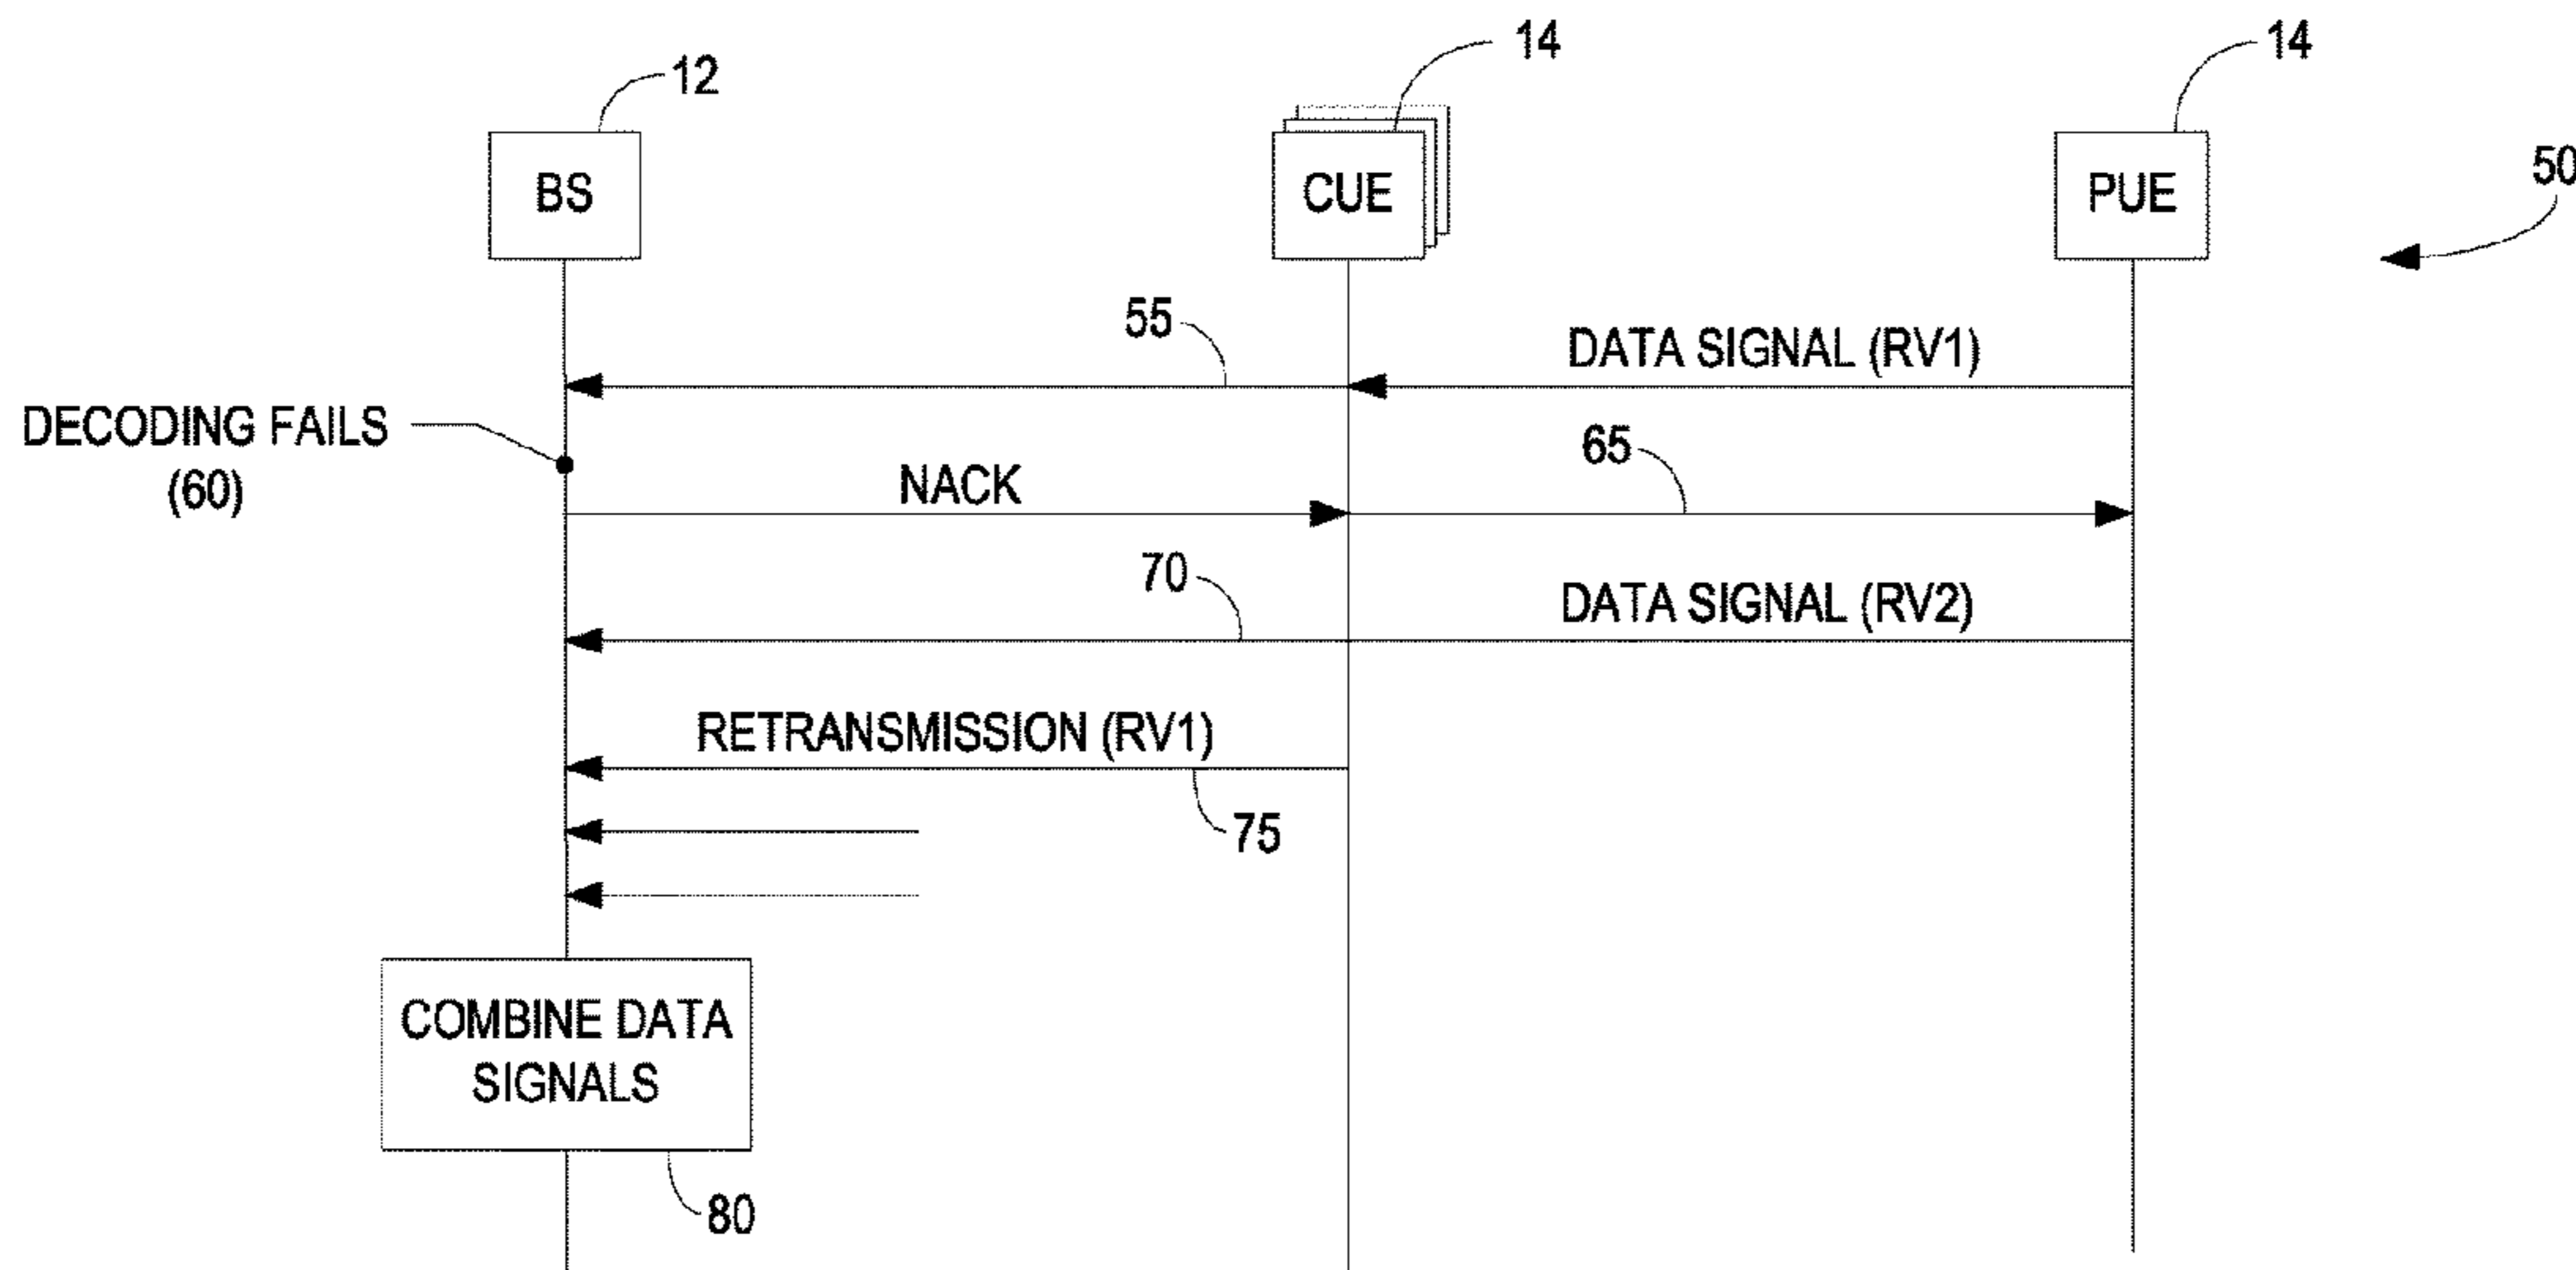 14
14
12
50
BS
CUE
PUE
55
DATA SIGNAL (RV1)
DECODING FAILS
(60)
65
NACK
70
DATA SIGNAL (RV2)
RETRANSMISSION (RV1)
75
COMBINE DATA
SIGNALS
80